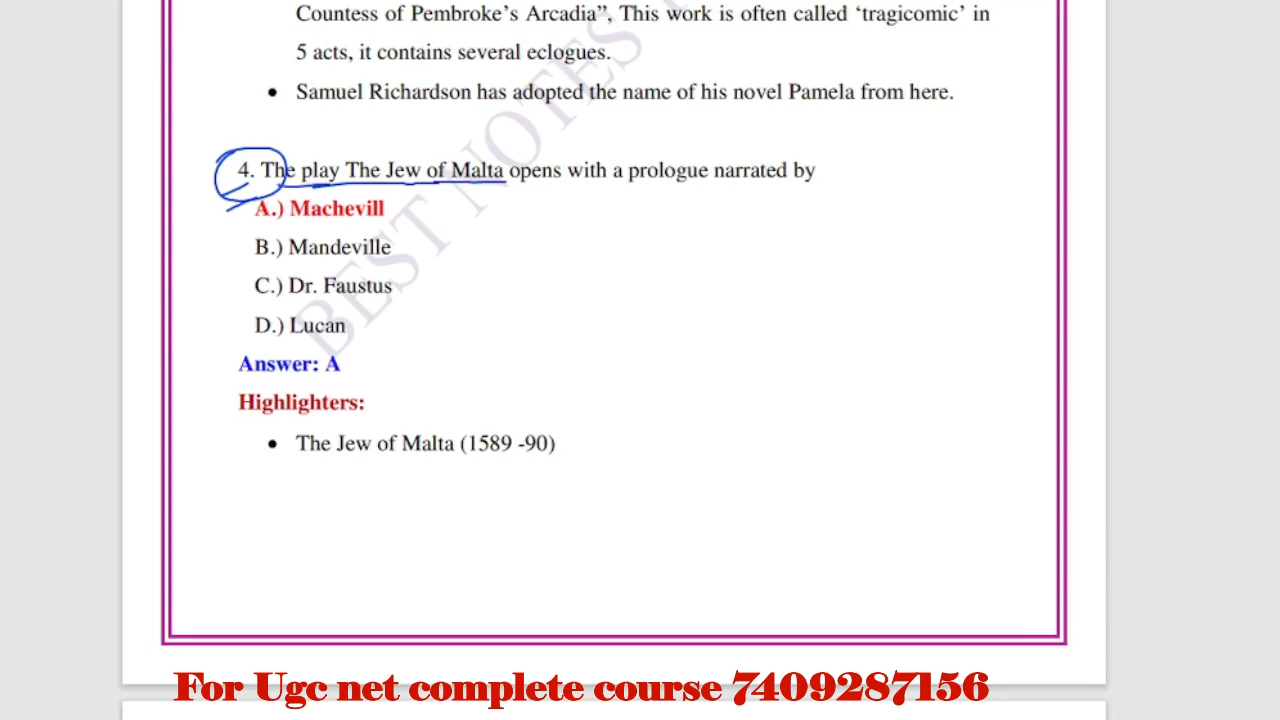 Countess of Pembroke’s Arcadia”, This work is often called ‘tragicomic’ in
5 acts, it contains several eclogues.
• Samuel Richardson has adopted the name of his novel Pamela from here.
4. The play The Jew of Malta opens with a prologue narrated by
A.) Machevill
B.) Mandeville
C.) Dr. Faustus
D.) Lucan
Answer: A
Highlighters:
• The Jew of Malta (1589 -90)
BEST NOTES
For Ugc net complete course 7409287156